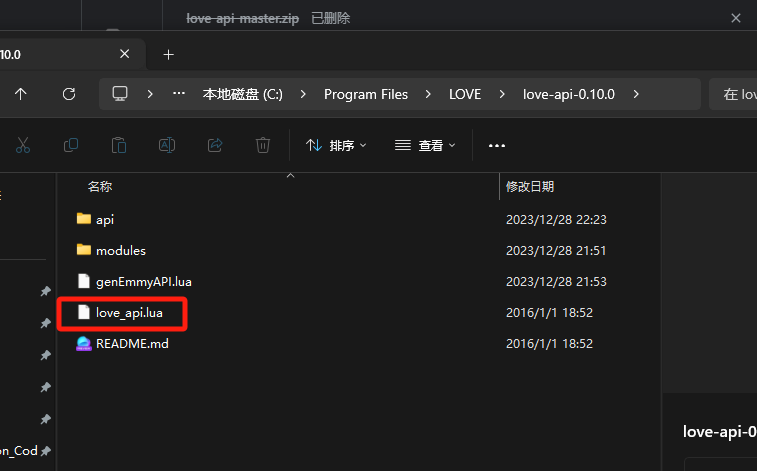 love-api-master.zip 已删除
10.0
本地磁盘 (C:) Program Files LOVE love-api-0.10.0 在 lov
排序 查看
名称 修改日期
api 2023/12/28 22:23
modules 2023/12/28 21:51
genEmmyAPI.lua 2023/12/28 21:53
love_api.lua 2016/1/1 18:52
README.md 2016/1/1 18:52
on_Cod
love-api-0